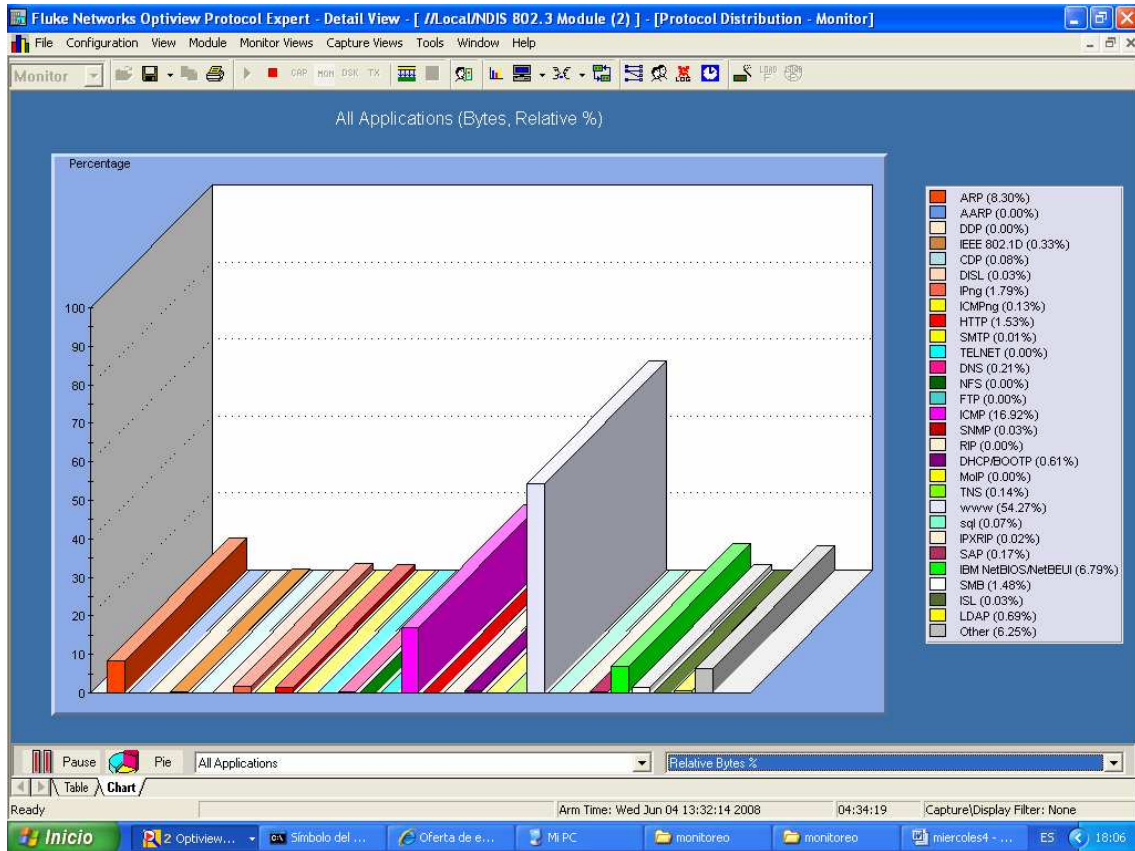 Fluke Networks Optiview Protocol Expert - Detail View - [ //Local/NDIS 802.3 Module (2) ] - [Protocol Distribution - Monitor]
File Configuration View Module Monitor Views Capture Views Tools Window Help
Monitor CAP MON DSK TX LOAD
All Applications (Bytes, Relative %)
Percentage
100
90
80
70
60
50
40
30
20
10
0
ARP (8.30%)
AARP (0.00%)
DDP (0.00%)
IEEE 802.1D (0.33%)
CDP (0.08%)
DISL (0.03%)
IPng (1.79%)
ICMPng (0.13%)
HTTP (1.53%)
SMTP (0.01%)
TELNET (0.00%)
DNS (0.21%)
NFS (0.00%)
FTP (0.00%)
ICMP (16.92%)
SNMP (0.03%)
RIP (0.00%)
DHCP/BOOTP (0.61%)
MoIP (0.00%)
TNS (0.14%)
www (54.27%)
sql (0.07%)
IPXRIP (0.02%)
SAP (0.17%)
IBM NetBIOS/NetBEUI (6.79%)
SMB (1.48%)
ISL (0.03%)
LDAP (0.69%)
Other (6.25%)
Pause Pie All Applications Relative Bytes %
Table Chart
Ready Arm Time: Wed Jun 04 13:32:14 2008 04:34:19 Capture\Display Filter: None
Inicio 2 Optiview... Símbolo del ... Oferta de e... Mi PC monitoreo monitoreo miercoles4 - ... ES 18:06